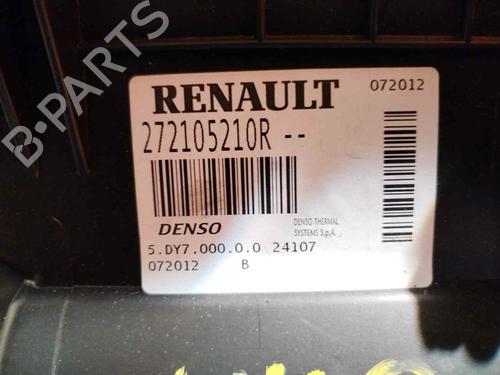 B-PARTS
RENAULT 072012
272105210R --
DENSO DENSO THERMAL
SYSTEMS S.p.A.
5.DY7.000.0.0 24107
072012 B